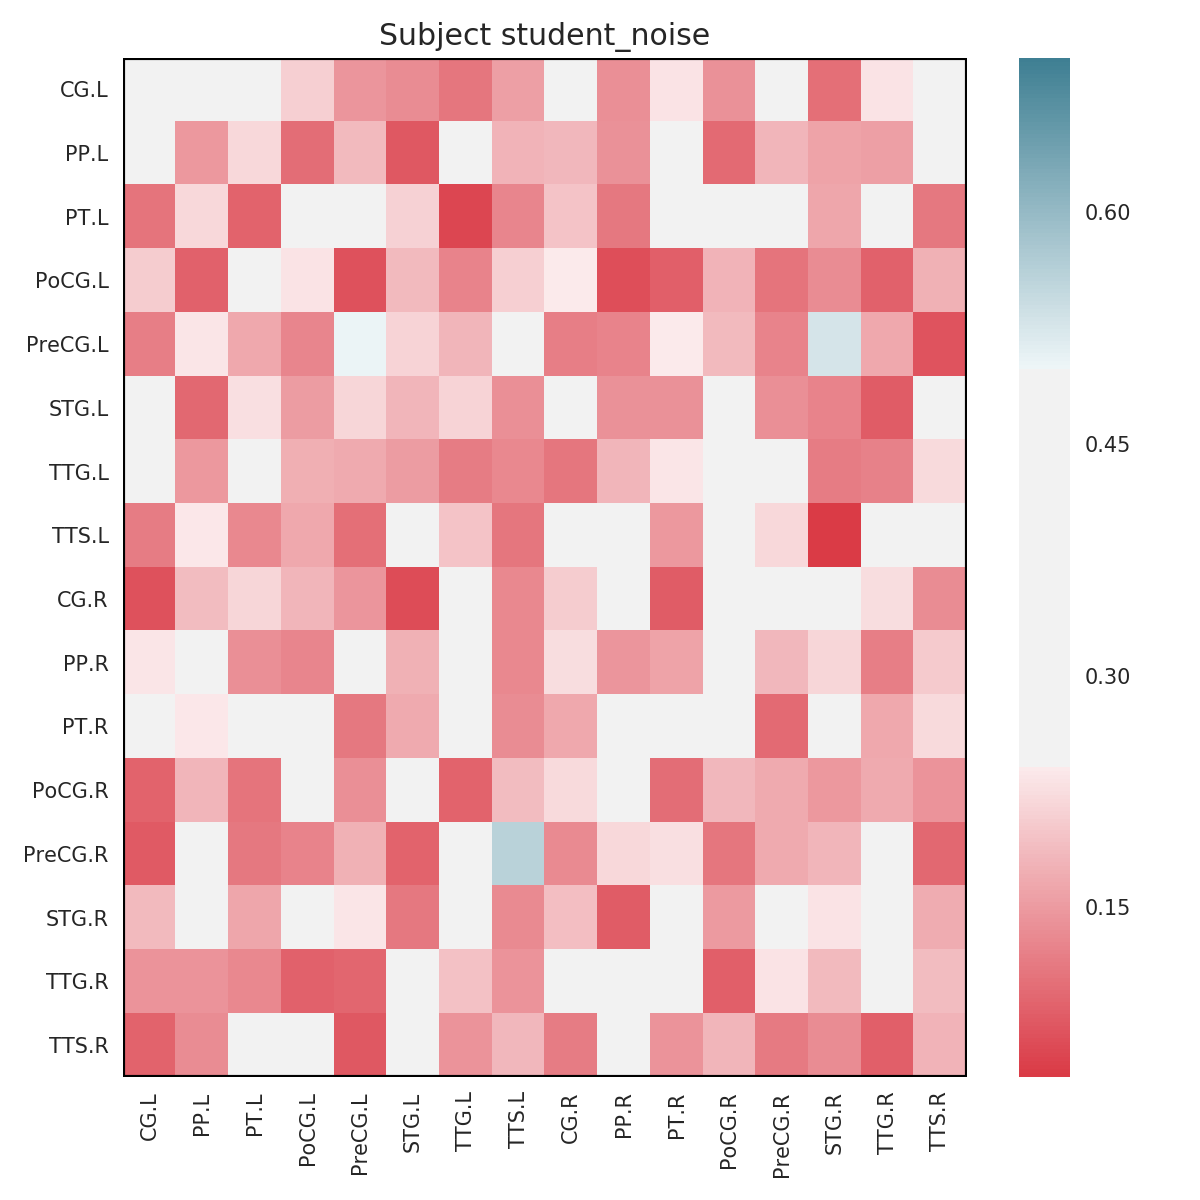 Subject student_noise
CG.L
PP.L
PT.L
PoCG.L
PreCG.L
STG.L
TTG.L
TTS.L
CG.R
PP.R
PT.R
PoCG.R
PreCG.R
STG.R
TTG.R
TTS.R
CG.L
PP.L
PT.L
PoCG.L
PreCG.L
STG.L
TTG.L
TTS.L
CG.R
PP.R
PT.R
PoCG.R
PreCG.R
STG.R
TTG.R
TTS.R
0.60
0.45
0.30
0.15